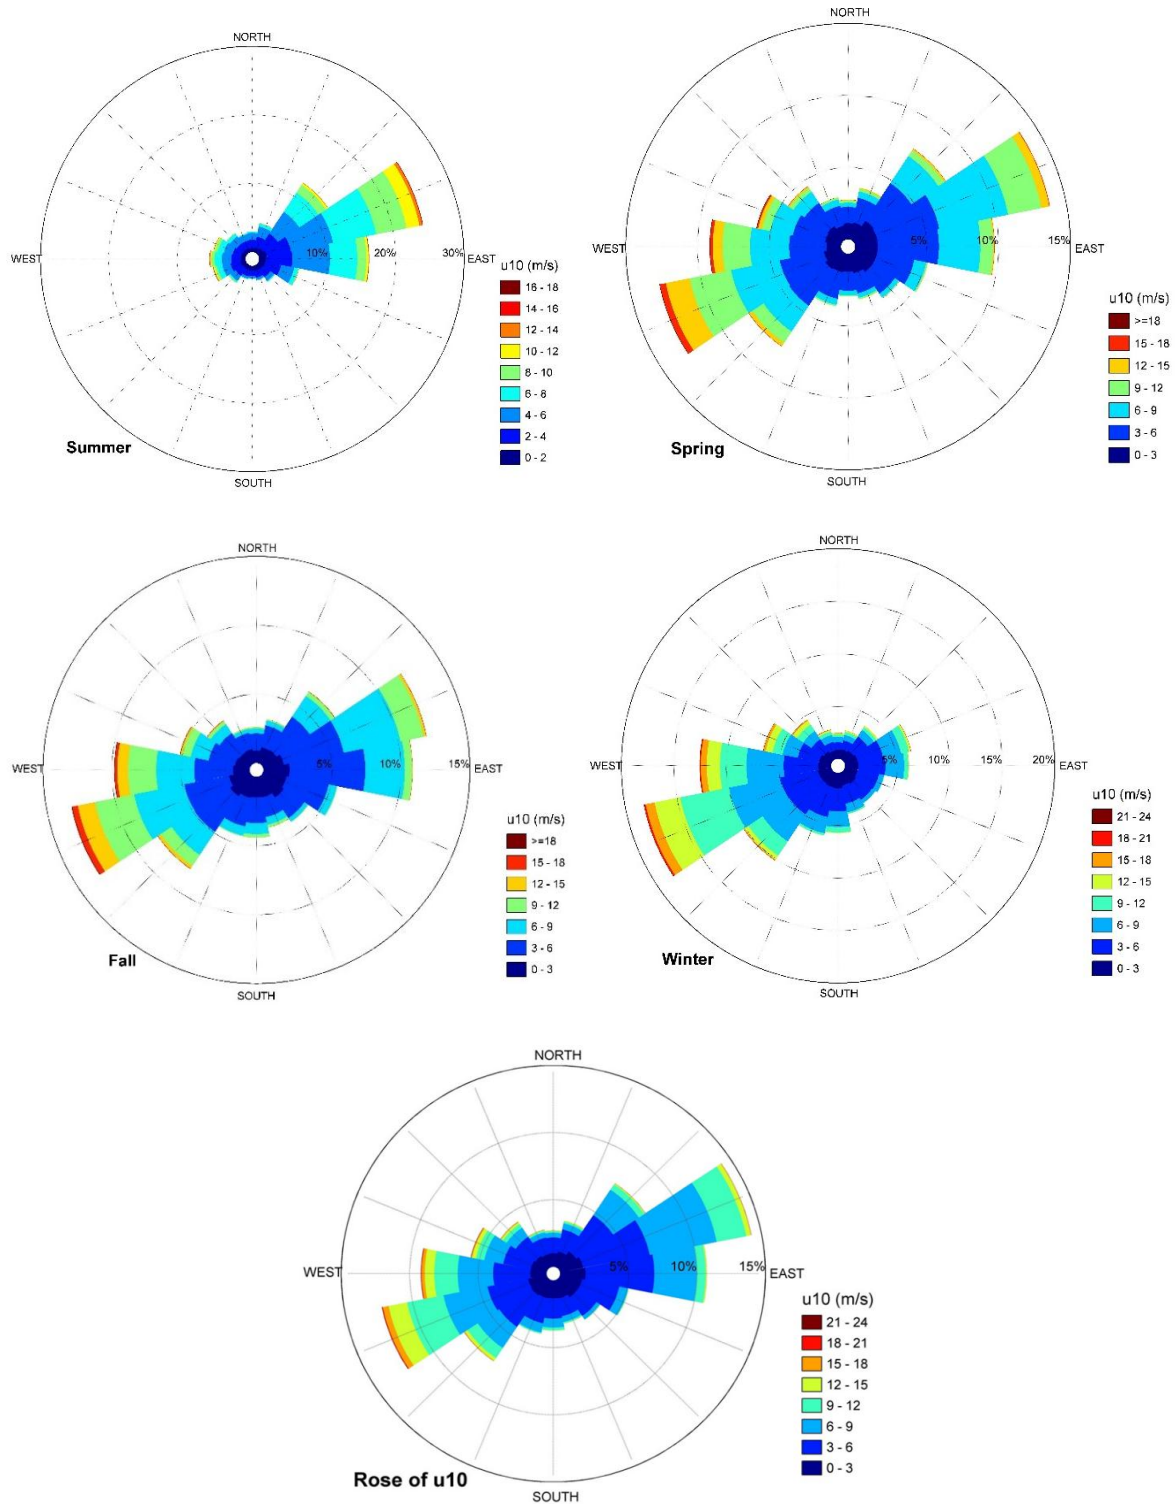 NORTH
WEST
10%
20%
30%
EAST
SOUTH
Summer
u10 (m/s)
16 - 18
14 - 16
12 - 14
10 - 12
8 - 10
6 - 8
4 - 6
2 - 4
0 - 2
NORTH
WEST
5%
10%
15%
EAST
SOUTH
Spring
u10 (m/s)
>=18
15 - 18
12 - 15
9 - 12
6 - 9
3 - 6
0 - 3
NORTH
WEST
5%
10%
15%
EAST
SOUTH
Fall
u10 (m/s)
>=18
15 - 18
12 - 15
9 - 12
6 - 9
3 - 6
0 - 3
NORTH
WEST
5%
10%
15%
20%
EAST
SOUTH
Winter
u10 (m/s)
21 - 24
18 - 21
15 - 18
12 - 15
9 - 12
6 - 9
3 - 6
0 - 3
NORTH
WEST
5%
10%
15%
EAST
SOUTH
Rose of u10
u10 (m/s)
21 - 24
18 - 21
15 - 18
12 - 15
9 - 12
6 - 9
3 - 6
0 - 3